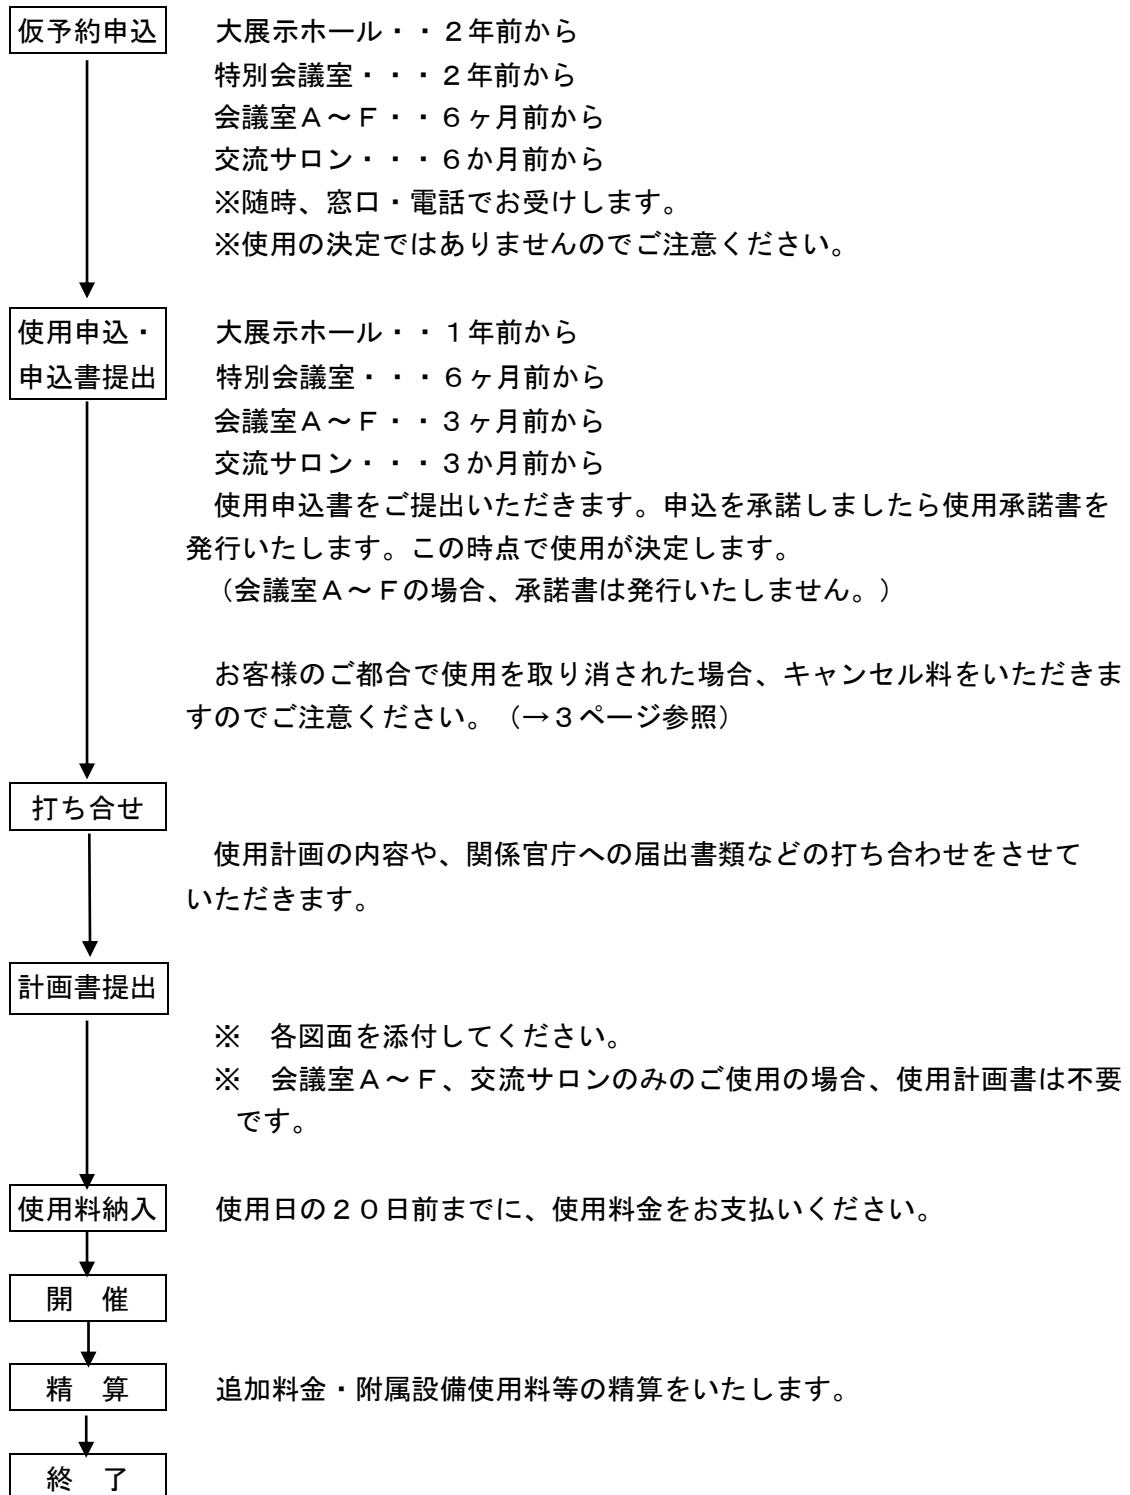 仮予約申込　大展示ホール・・２年前から
特別会議室・・・２年前から
会議室Ａ～Ｆ・・６ヶ月前から
交流サロン・・・６か月前から
※随時、窓口・電話でお受けします。
※使用の決定ではありませんのでご注意ください。
使用申込・　大展示ホール・・１年前から
申込書提出　特別会議室・・・６ヶ月前から
会議室Ａ～Ｆ・・３ヶ月前から
交流サロン・・・３か月前から
使用申込書をご提出いただきます。申込を承諾しましたら使用承諾書を
発行いたします。この時点で使用が決定します。
（会議室Ａ～Ｆの場合、承諾書は発行いたしません。）
お客様のご都合で使用を取り消された場合、キャンセル料をいただきま
すのでご注意ください。（→３ページ参照）
打ち合せ
使用計画の内容や、関係官庁への届出書類などの打ち合わせをさせて
いただきます。
計画書提出
※　各図面を添付してください。
※　会議室Ａ～Ｆ、交流サロンのみのご使用の場合、使用計画書は不要
です。
使用料納入　使用日の２０日前までに、使用料金をお支払いください。
開　催
精　算　追加料金・附属設備使用料等の精算をいたします。
終　了